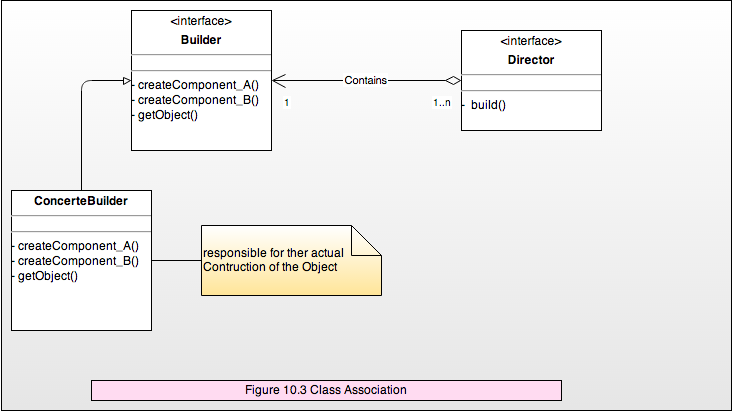 <interface>
Builder
- createComponent_A()
- createComponent_B()
- getObject()
<interface>
Director
- build()
Contains
1
1..n
ConcerteBuilder
- createComponent_A()
- createComponent_B()
- getObject()
responsible for ther actual
Contruction of the Object
Figure 10.3 Class Association